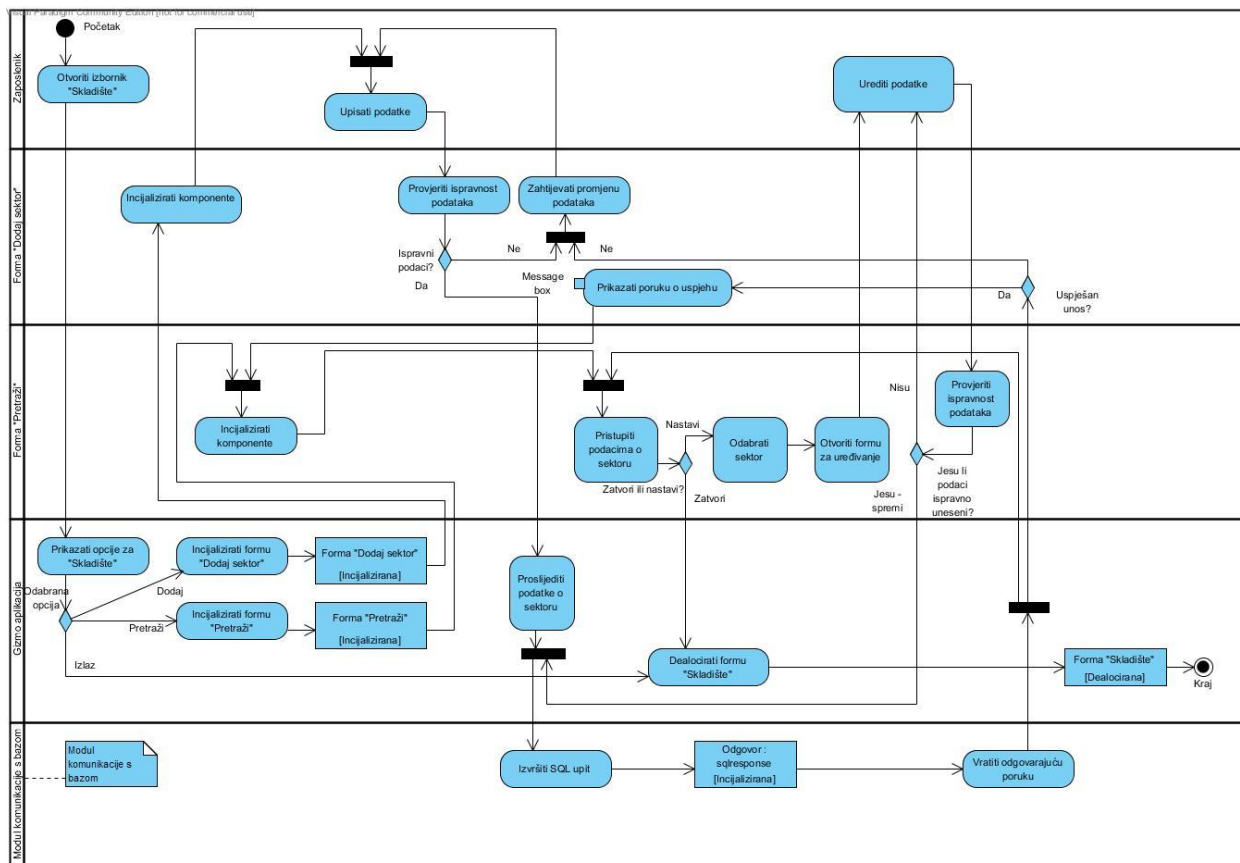 Visual Paradigm Community Edition [not for commercial use]
Zaposlenik
Početak
Otvoriti izbornik
"Skladište"
Upisati podatke
Urediti podatke
Forma "Dodaj sektor"
Incijalizirati komponente
Provjeriti ispravnost
podataka
Zahtijevati promjenu
podataka
Ispravni
podaci?
Ne
Ne
Da
Message
box
Prikazati poruku o uspjehu
Da
Uspješan
unos?
Forma "Pretraži"
Incijalizirati
komponente
Pristupiti
podacima o
sektoru
Nastavi
Zatvori ili nastavi?
Zatvori
Odabrati
sektor
Otvoriti formu
za uređivanje
Nisu
Provjeriti
ispravnost
podataka
Jesu -
spremi
Jesu li
podaci
ispravno
uneseni?
Gizmo aplikacija
Prikazati opcije za
"Skladište"
Odabrana
opcija
Dodaj
Pretraži
Izlaz
Incijalizirati formu
"Dodaj sektor"
Forma "Dodaj sektor"
[Incijalizirana]
Incijalizirati formu
"Pretraži"
Forma "Pretraži"
[Incijalizirana]
Proslijediti
podatke o
sektoru
Dealocirati formu
"Skladište"
Forma "Skladište"
[Dealocirana]
Kraj
Modul komunikacije s bazom
Modul
komunikacije s
bazom
Izvršiti SQL upit
Odgovor :
sqlresponse
[Incijalizirana]
Vratiti odgovarajuću
poruku